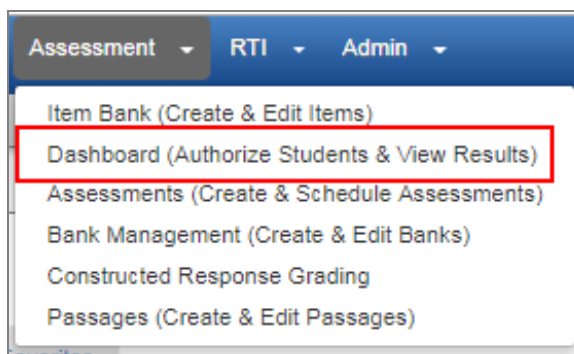 Assessment RTI Admin
Item Bank (Create & Edit Items)
Dashboard (Authorize Students & View Results)
Assessments (Create & Schedule Assessments)
Bank Management (Create & Edit Banks)
Constructed Response Grading
Passages (Create & Edit Passages)